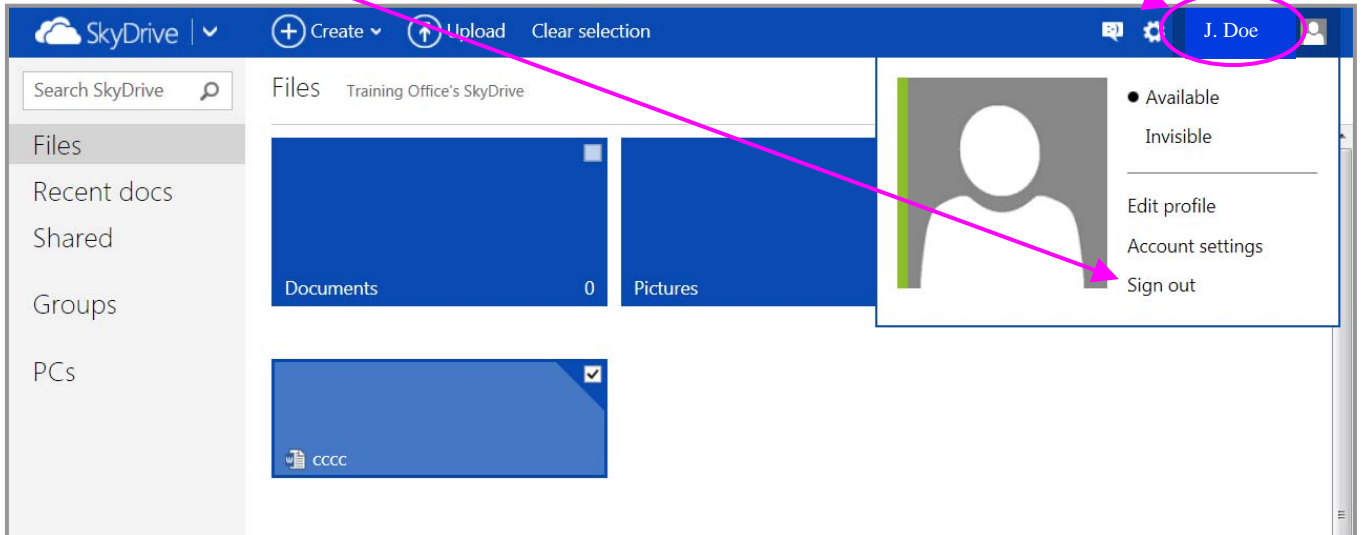 SkyDrive Create Upload Clear selection J. Doe
Search SkyDrive
Files Training Office's SkyDrive
Files
Recent docs
Shared
Groups
PCs
Documents 0
Pictures
cccc
Available
Invisible
Edit profile
Account settings
Sign out